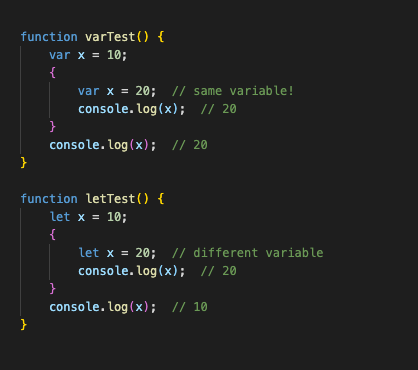 function varTest() {
    var x = 10;
    {
        var x = 20;  // same variable!
        console.log(x);  // 20
    }
    console.log(x);  // 20
}

function letTest() {
    let x = 10;
    {
        let x = 20;  // different variable
        console.log(x);  // 20
    }
    console.log(x);  // 10
}